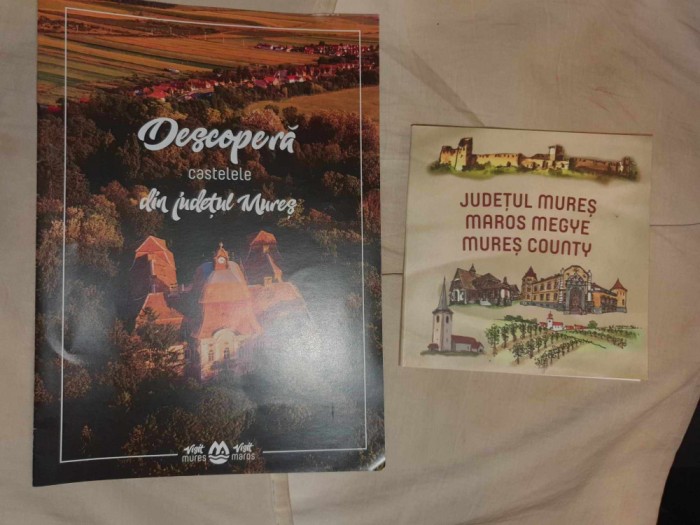 Descoperă
castelele
din județul Mureș
Visit mureș
Visit maros
JUDEȚUL MUREȘ
MAROS MEGYE
MUREȘ COUNTY